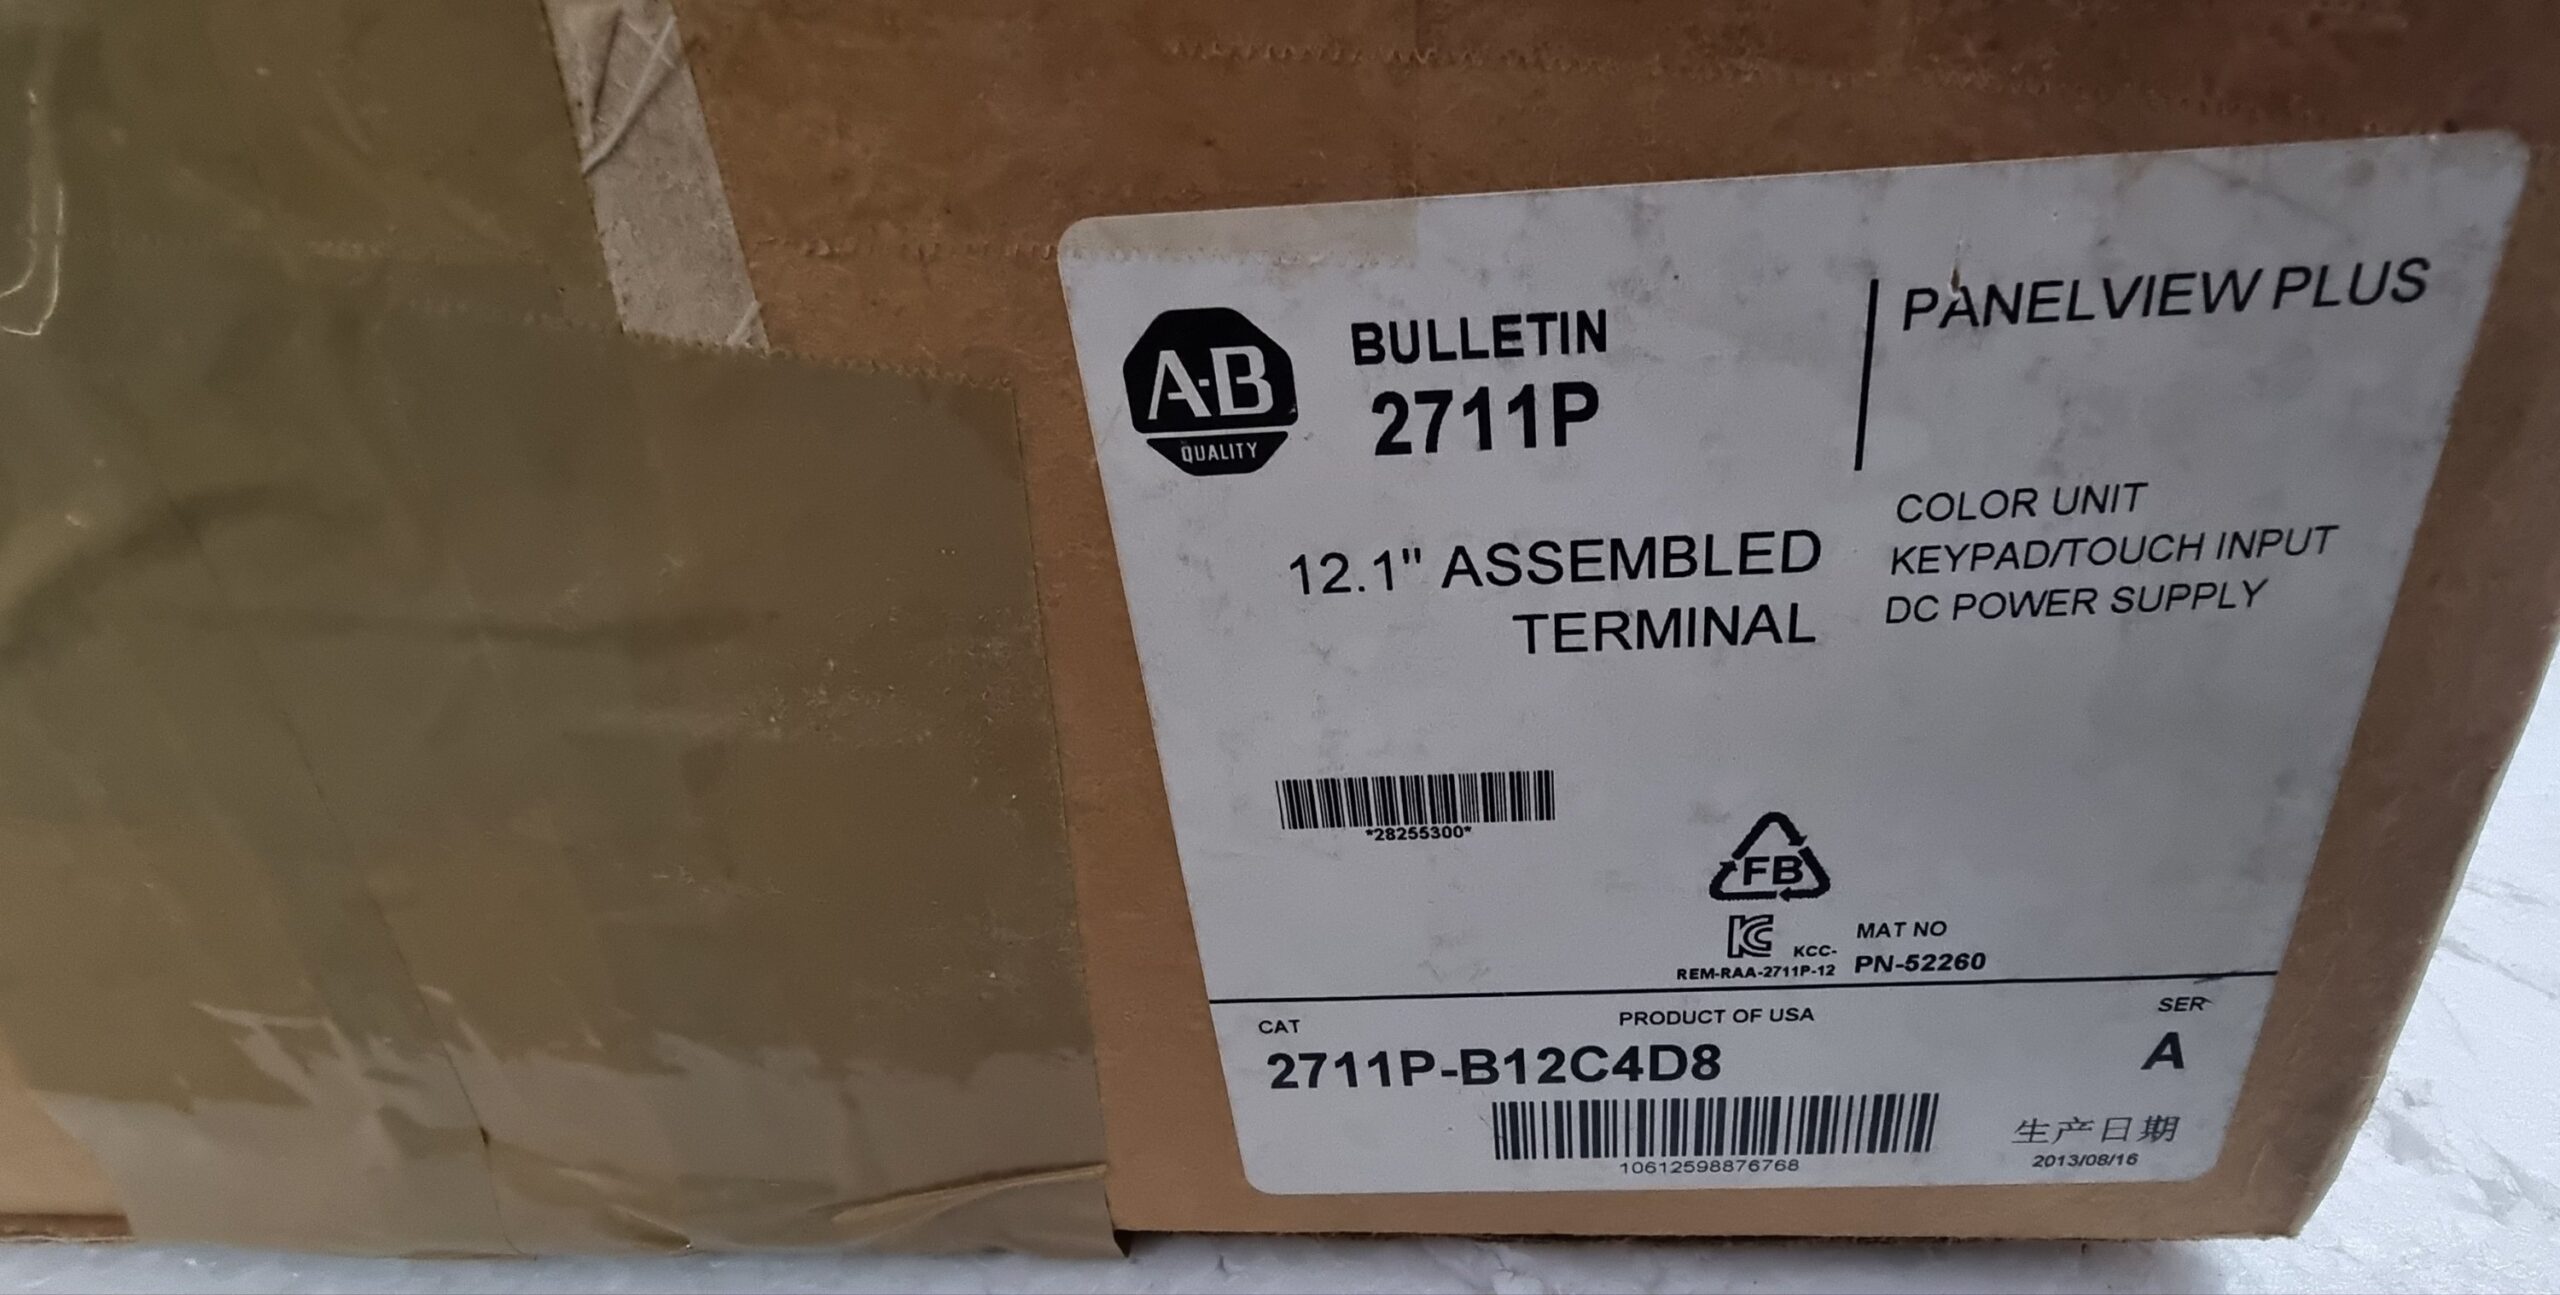 A-B
QUALITY
BULLETIN
2711P
PANELVIEW PLUS
12.1" ASSEMBLED
TERMINAL
COLOR UNIT
KEYPAD/TOUCH INPUT
DC POWER SUPPLY
*28255300*
FB
KC
KCC-
REM-RAA-2711P-12
MAT NO
PN-52260
CAT
PRODUCT OF USA
SER
2711P-B12C4D8
A
10612598876768
生产日期
2013/08/16